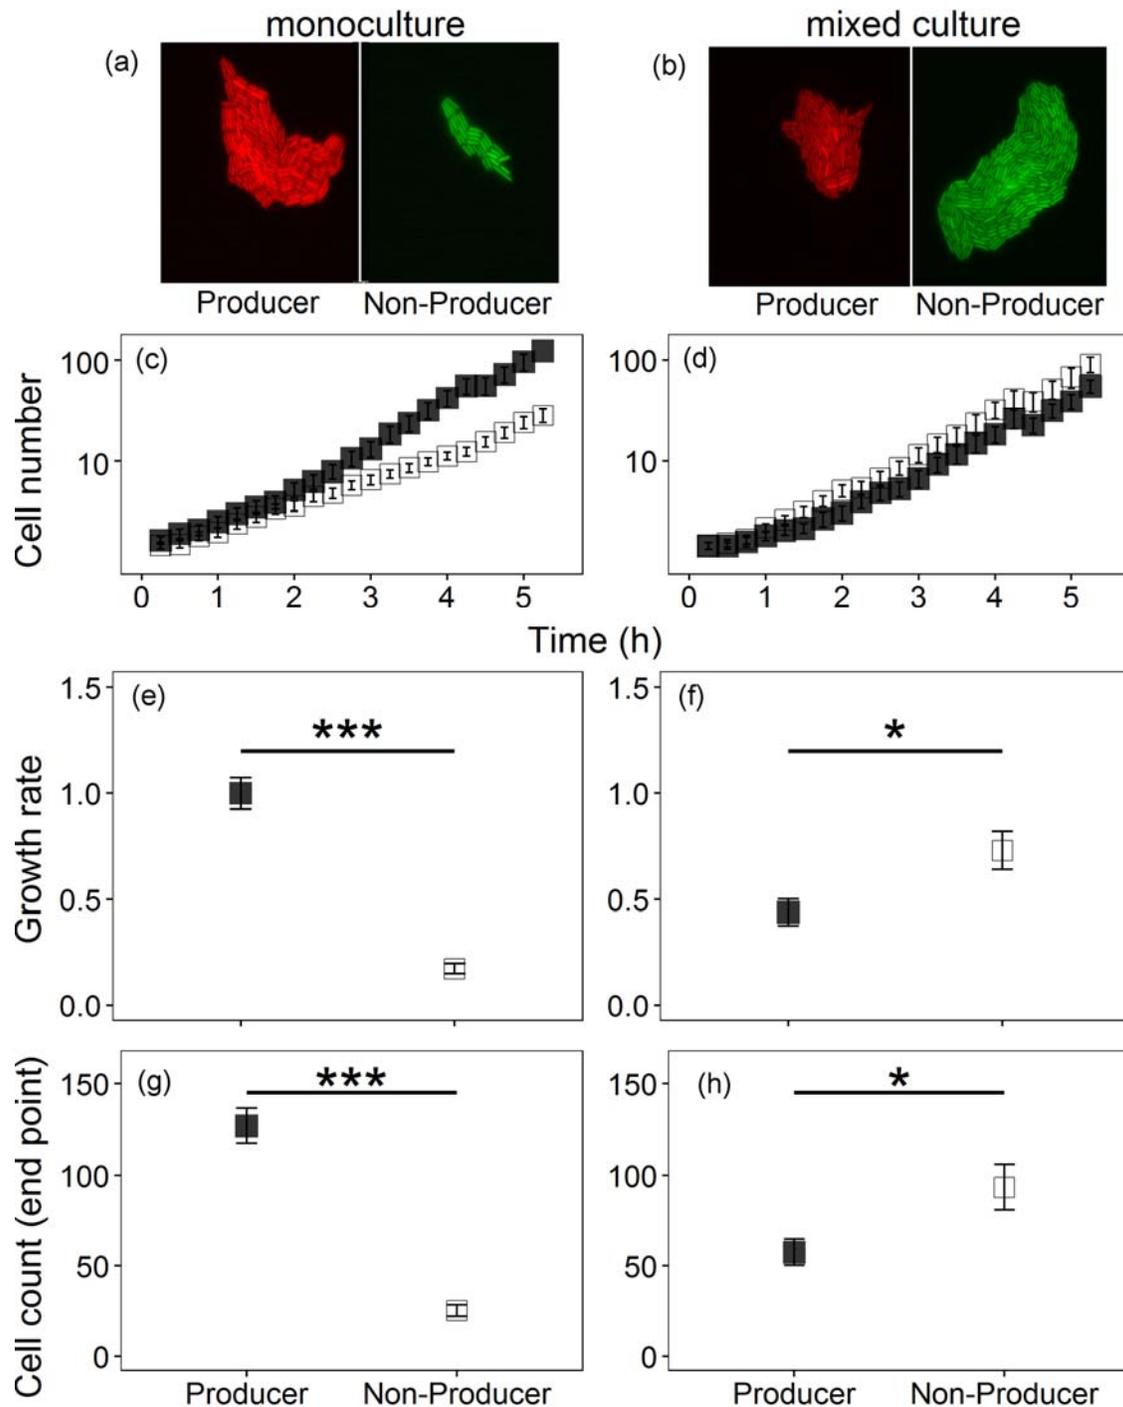 monoculture mixed culture
(a) (b)
Producer Non-Producer Producer Non-Producer
Cell number
100 (c) 100 (d)
10 10
0 1 2 3 4 5 0 1 2 3 4 5
Time (h)
Growth rate
1.5 (e) 1.5 (f)
*** *
1.0 1.0
0.5 0.5
0.0 0.0
Cell count (end point)
150 (g) *** 150 (h) *
100 100
50 50
0 0
Producer Non-Producer Producer Non-Producer